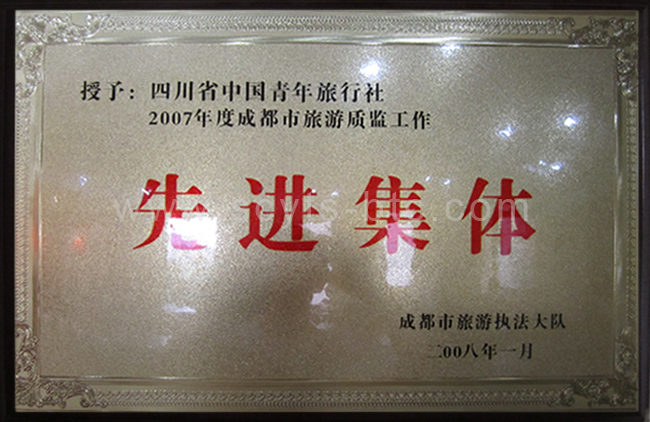 授予：四川省中国青年旅行社
2007年度成都市旅游质监工作
先进集体
成都市旅游执法大队
二00八年一月